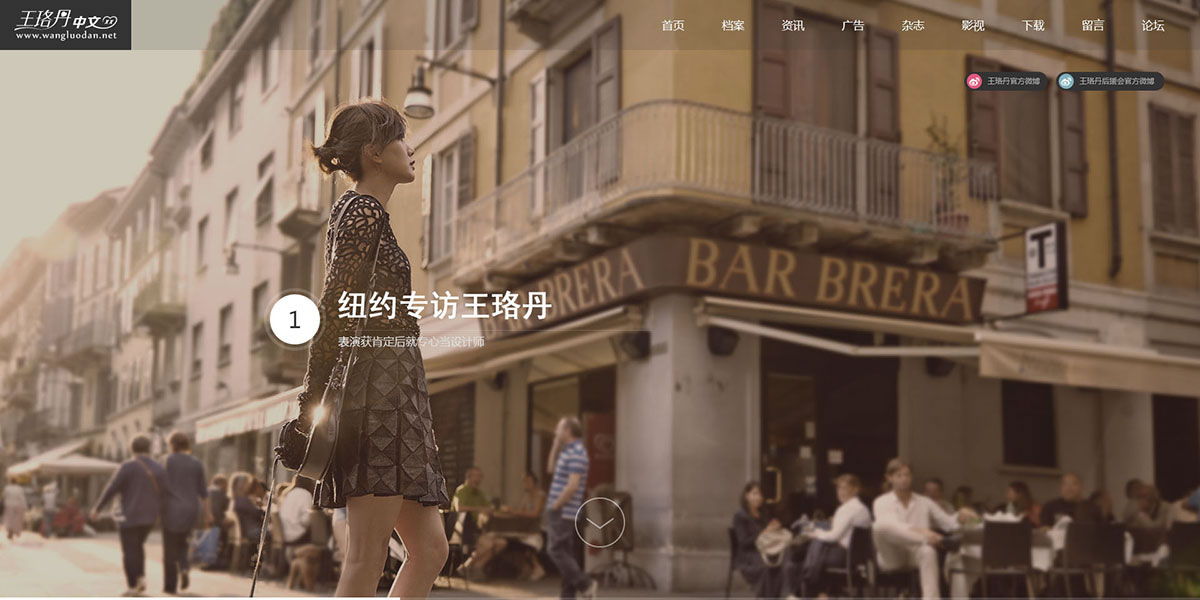 王珞丹中文网
www.wangluodan.net
首页 档案 资讯 广告 杂志 影视 下载 留言 论坛
王珞丹官方微博 王珞丹后援会官方微博
BAR BRERA BAR BRERA
T
1
纽约专访王珞丹
表演获肯定后就专心当设计师